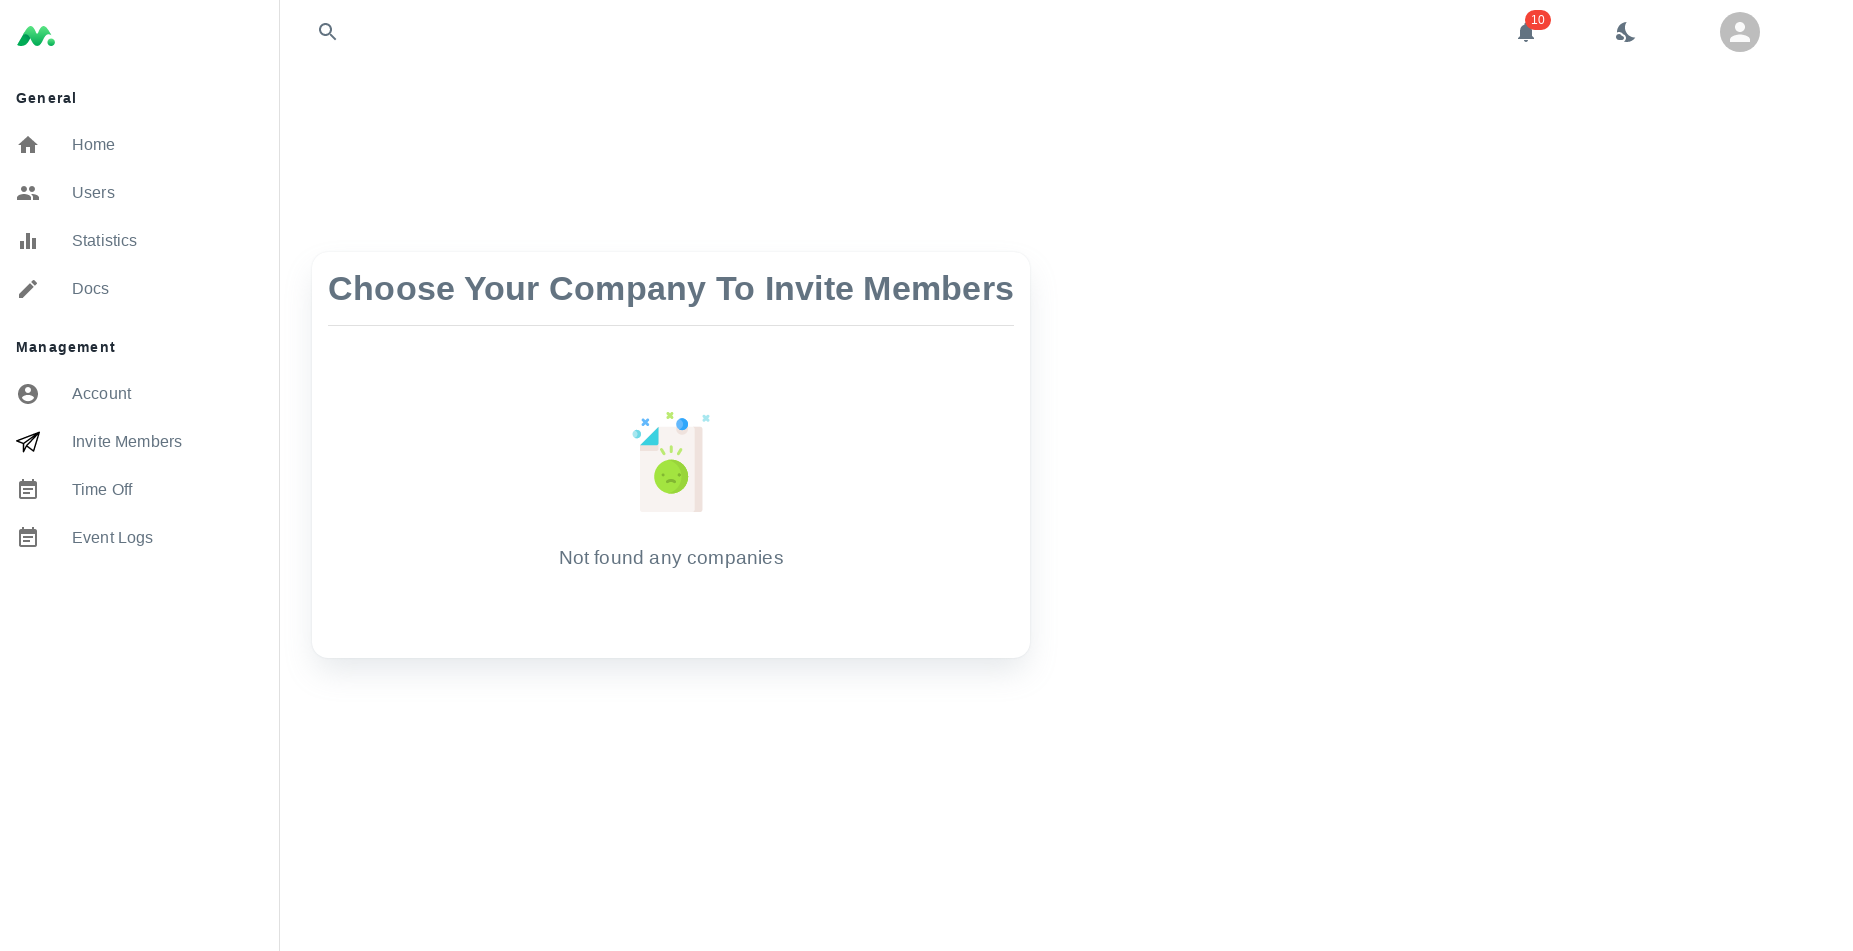 10
General
Home
Users
Statistics
Docs
Management
Account
Invite Members
Time Off
Event Logs
Choose Your Company To Invite Members
Not found any companies